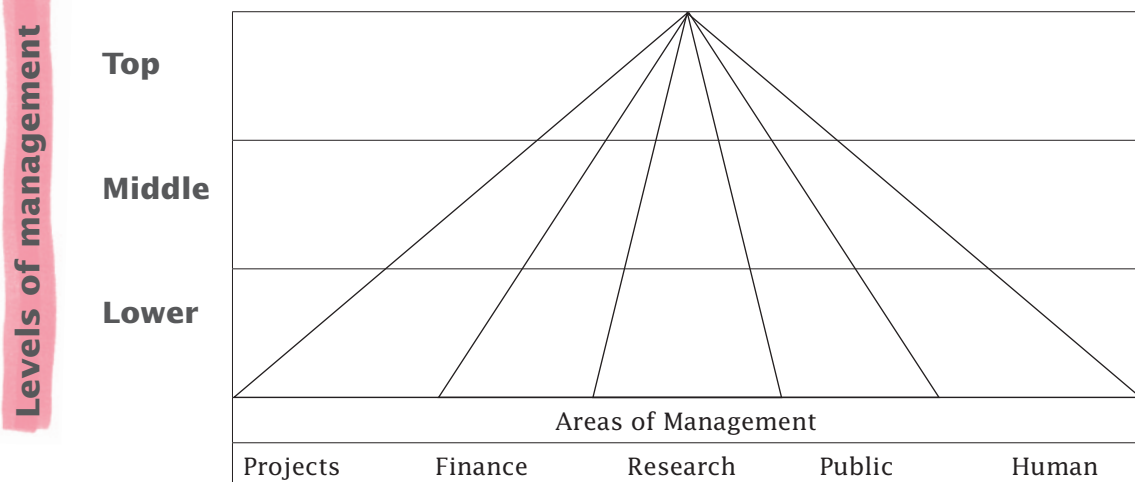 Levels of management
Top
Middle
Lower
Areas of Management
Projects Finance Research Public Human